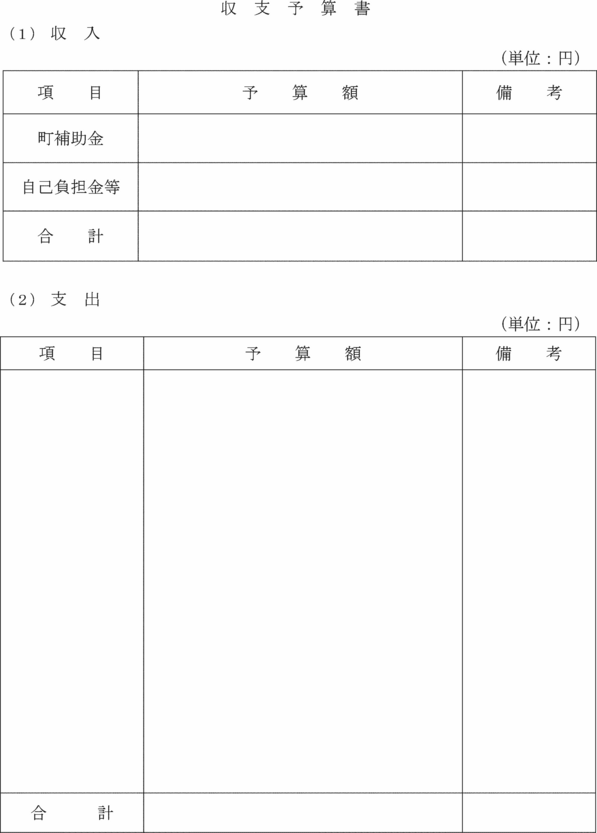 収 支 予 算 書
（1）収 入
（単位：円）
項 目 予 算 額 備 考
町補助金
自己負担金等
合 計
（2）支 出
（単位：円）
項 目 予 算 額 備 考
合 計